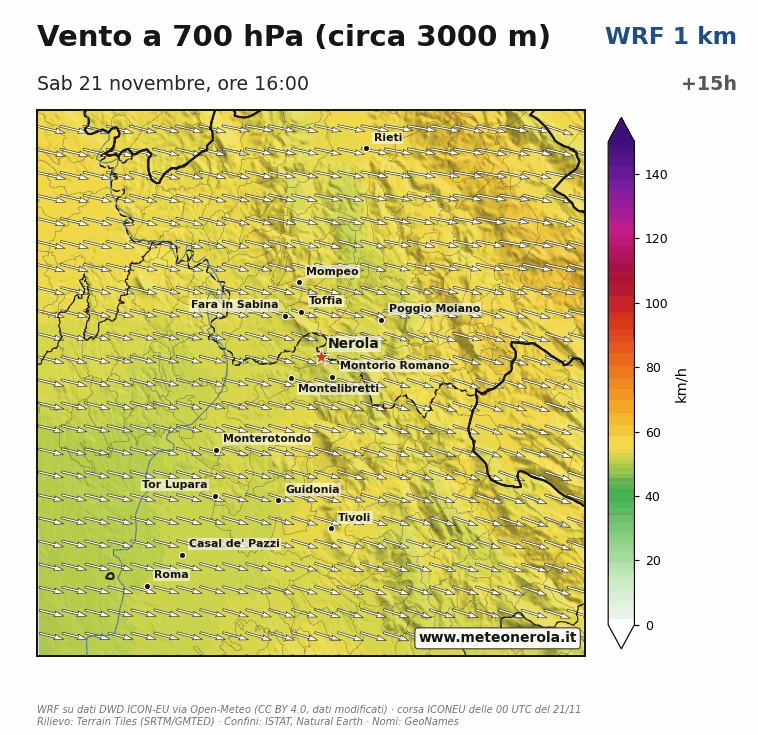 Vento a 700 hPa (circa 3000 m)
WRF 1 km
Sab 21 novembre, ore 16:00
+15h
Rieti
Mompeo
Fara in Sabina
Toffia
Poggio Moiano
Nerola
Montorio Romano
Montelibretti
Monterotondo
Tor Lupara
Guidonia
Tivoli
Casal de' Pazzi
Roma
www.meteonerola.it
140
120
100
80
60
40
20
0
km/h
WRF su dati DWD ICON-EU via Open-Meteo (CC BY 4.0, dati modificati) · corsa ICONEU delle 00 UTC del 21/11
Rilievo: Terrain Tiles (SRTM/GMTED) · Confini: ISTAT, Natural Earth · Nomi: GeoNames